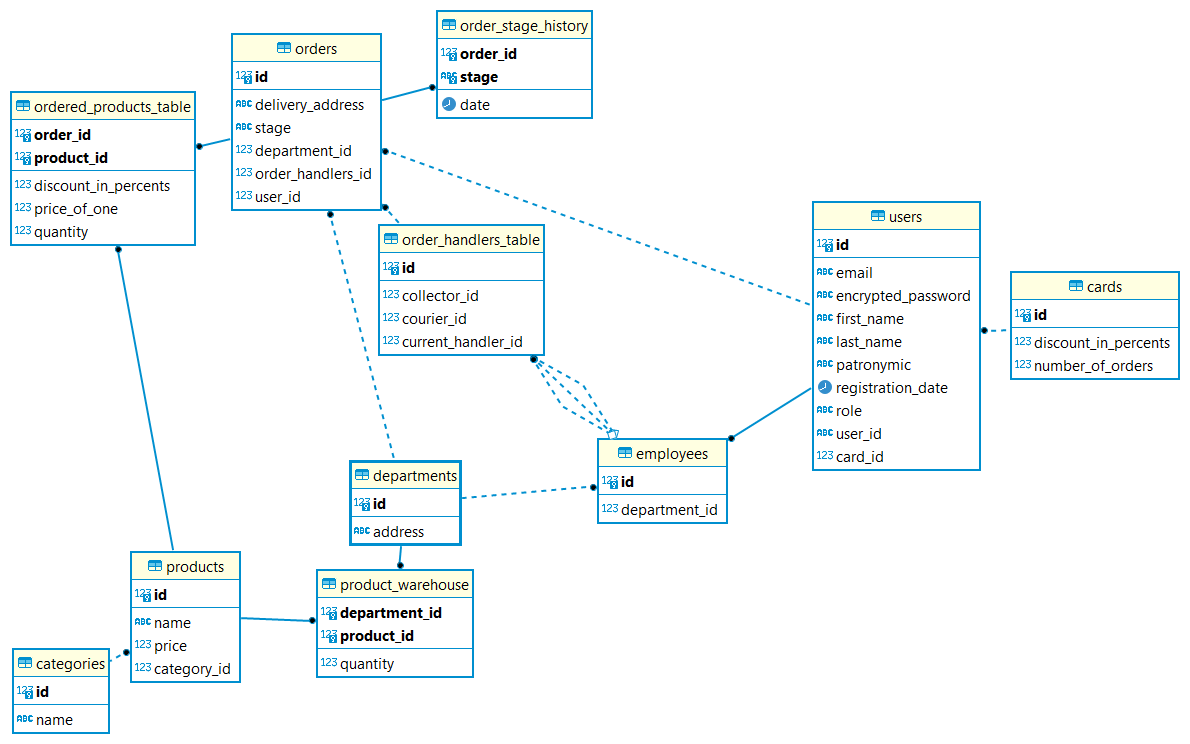 order_stage_history
123 order_id
ABC stage
date
orders
123 id
ABC delivery_address
ABC stage
123 department_id
123 order_handlers_id
123 user_id
ordered_products_table
123 order_id
123 product_id
123 discount_in_percents
123 price_of_one
123 quantity
order_handlers_table
123 id
123 collector_id
123 courier_id
123 current_handler_id
users
123 id
ABC email
ABC encrypted_password
ABC first_name
ABC last_name
ABC patronymic
registration_date
ABC role
ABC user_id
123 card_id
cards
123 id
123 discount_in_percents
123 number_of_orders
employees
123 id
123 department_id
departments
123 id
ABC address
products
123 id
ABC name
123 price
123 category_id
product_warehouse
123 department_id
123 product_id
123 quantity
categories
123 id
ABC name